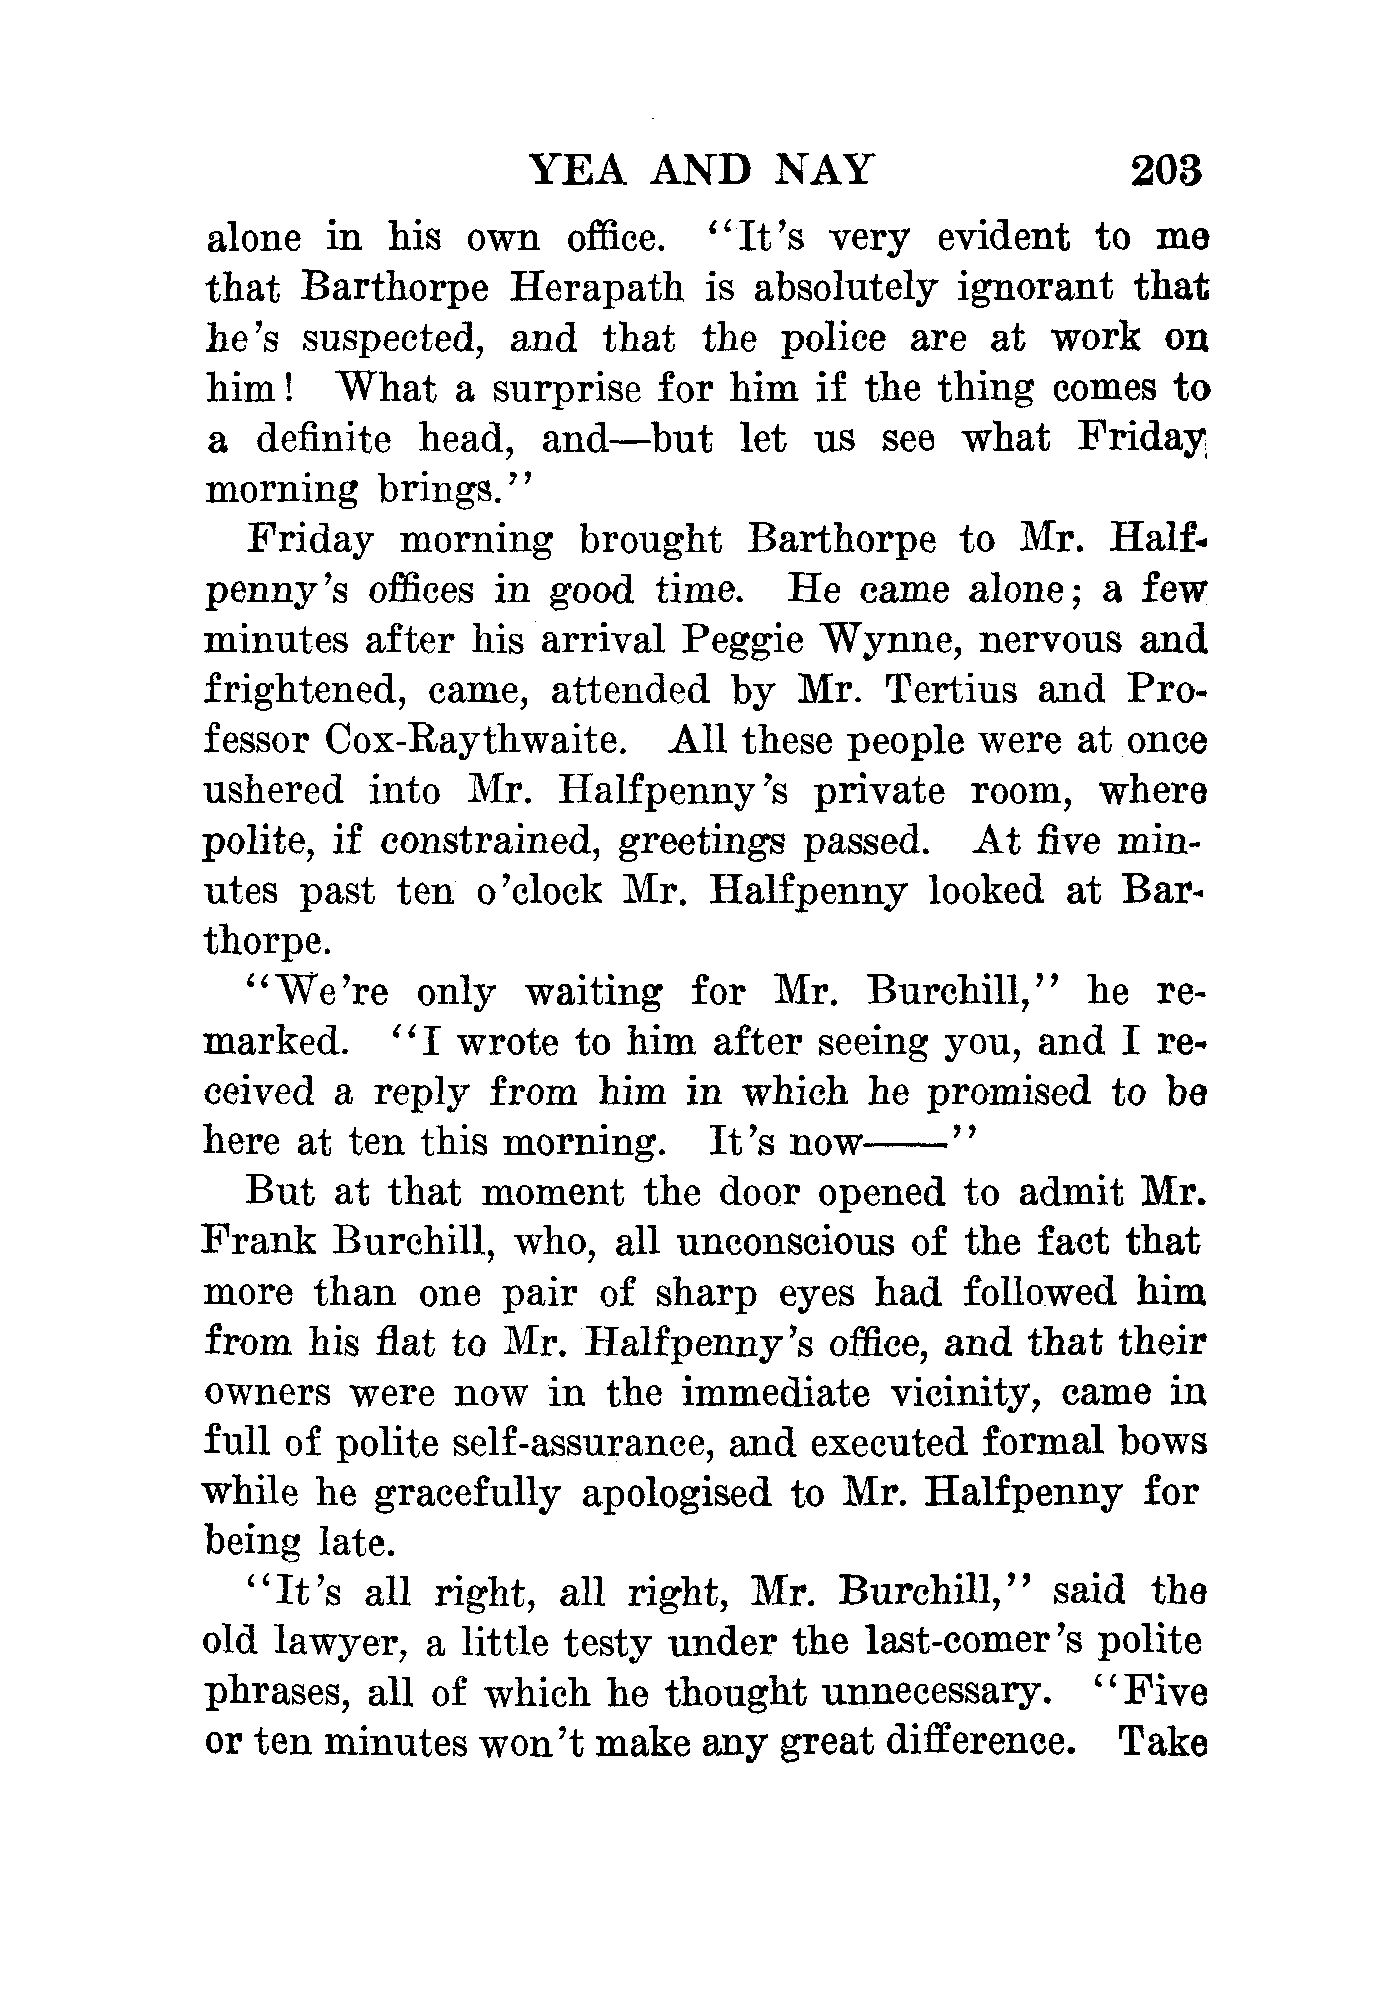 YEA AND NAY 203
alone in his own office. "It's very evident to me
that Barthorpe Herapath is absolutely ignorant that
he's suspected, and that the police are at work on
him! What a surprise for him if the thing comes to
a definite head, and—but let us see what Friday
morning brings."
Friday morning brought Barthorpe to Mr. Half-
penny's offices in good time. He came alone; a few
minutes after his arrival Peggie Wynne, nervous and
frightened, came, attended by Mr. Tertius and Pro-
fessor Cox-Raythwaite. All these people were at once
ushered into Mr. Halfpenny's private room, where
polite, if constrained, greetings passed. At five min-
utes past ten o'clock Mr. Halfpenny looked at Bar-
thorpe.
"We're only waiting for Mr. Burchill," he re-
marked. "I wrote to him after seeing you, and I re-
ceived a reply from him in which he promised to be
here at ten this morning. It's now——"
But at that moment the door opened to admit Mr.
Frank Burchill, who, all unconscious of the fact that
more than one pair of sharp eyes had followed him
from his flat to Mr. Halfpenny's office, and that their
owners were now in the immediate vicinity, came in
full of polite self-assurance, and executed formal bows
while he gracefully apologised to Mr. Halfpenny for
being late.
"It's all right, all right, Mr. Burchill," said the
old lawyer, a little testy under the last-comer's polite
phrases, all of which he thought unnecessary. "Five
or ten minutes won't make any great difference. Take